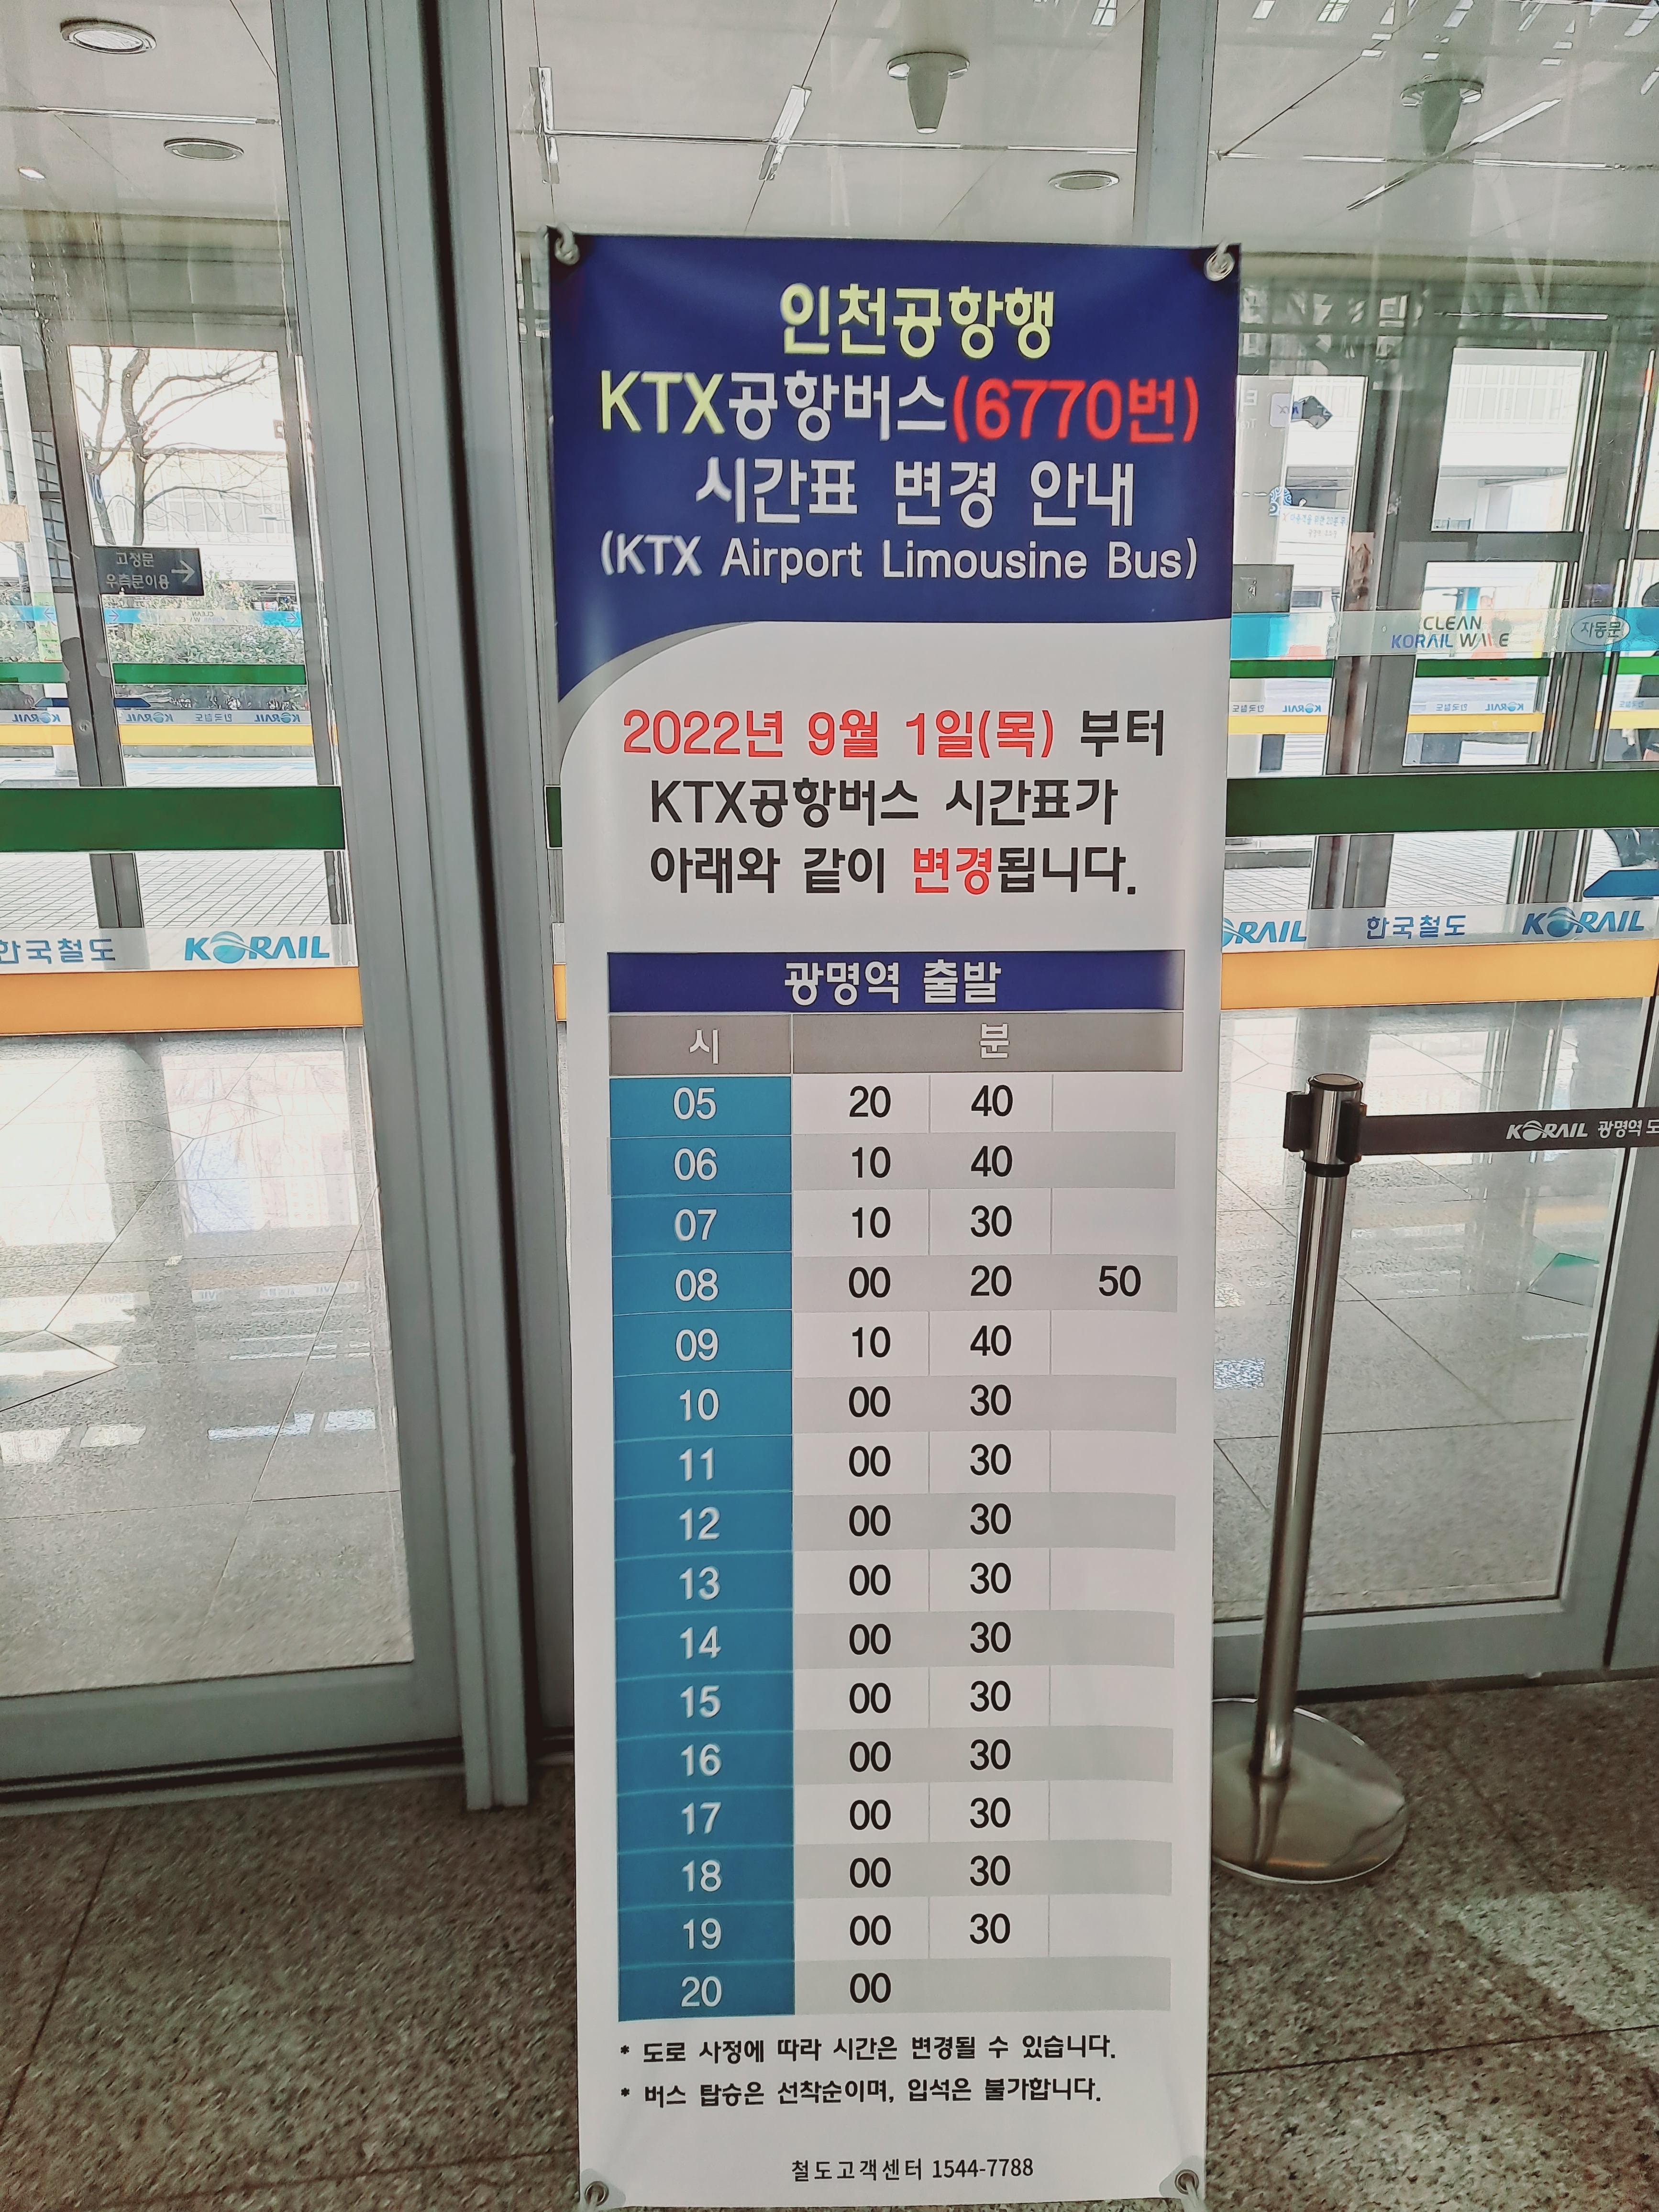 인천공항행
KTX공항버스(6770번)
시간표 변경 안내
(KTX Airport Limousine Bus)
2022년 9월 1일(목) 부터
KTX공항버스 시간표가
아래와 같이 변경됩니다.
광명역 출발
시 분
05 20 40
06 10 40
07 10 30
08 00 20 50
09 10 40
10 00 30
11 00 30
12 00 30
13 00 30
14 00 30
15 00 30
16 00 30
17 00 30
18 00 30
19 00 30
20 00
* 도로 사정에 따라 시간은 변경될 수 있습니다.
* 버스 탑승은 선착순이며, 입석은 불가합니다.
철도고객센터 1544-7788
고정문
우측문이용
한국철도 KORAIL
CLEAN
KORAIL
자동문
KORAIL 한국철도 KORAIL
KORAIL 광명역